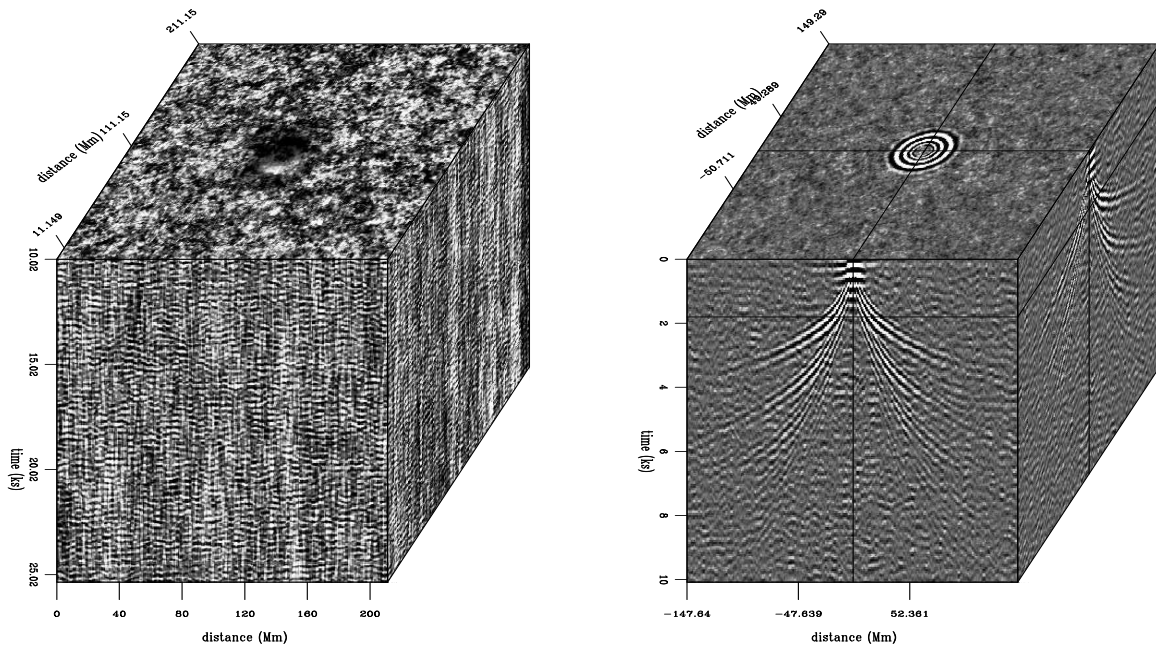 211.15
111.15
distance (Mm)
11.149
10.02
15.02
20.02
25.02
time (ks)
0 40 80 120 160 200
distance (Mm)
149.29
49.289
distance (Mm)
-50.711
0
2
4
6
8
10
time (ks)
-147.64 -47.639 52.361
distance (Mm)